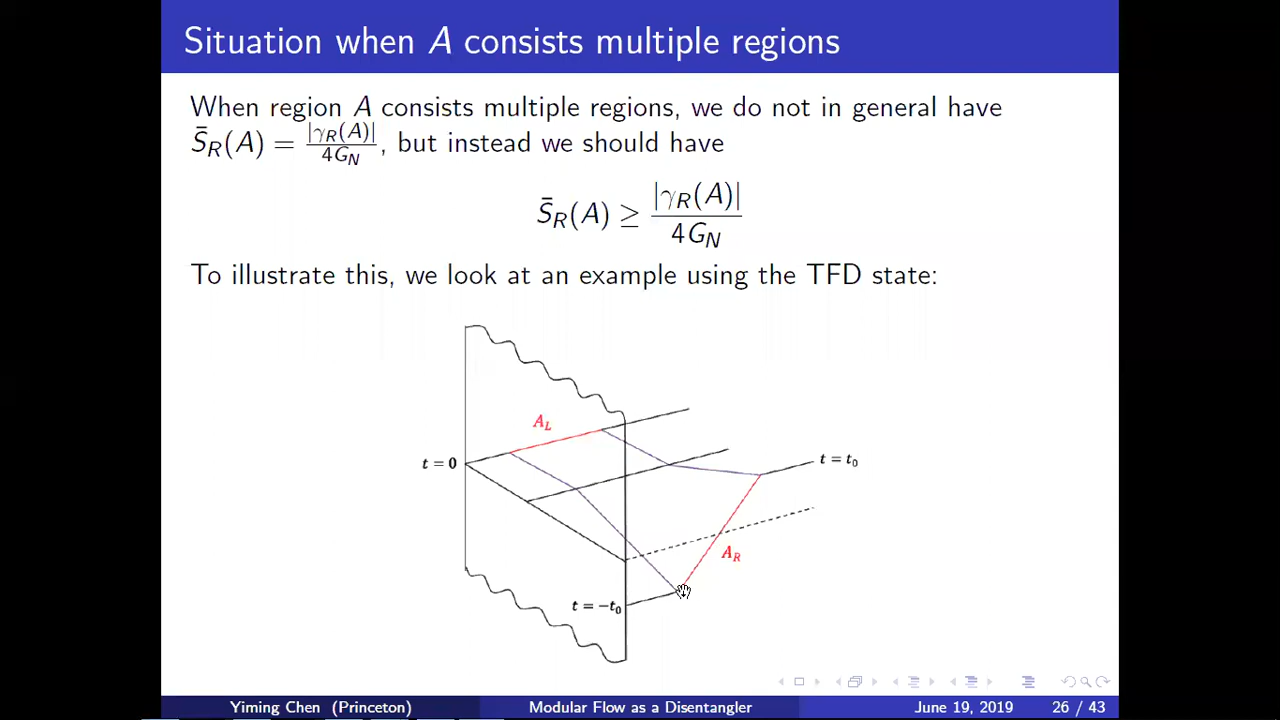 Situation when A consists multiple regions
When region A consists multiple regions, we do not in general have
S̄_R(A) = |γ_R(A)| / 4G_N , but instead we should have
S̄_R(A) ≥ |γ_R(A)| / 4G_N
To illustrate this, we look at an example using the TFD state:
A_L
t = 0
t = t₀
A_R
t = −t₀
Yiming Chen (Princeton) Modular Flow as a Disentangler June 19, 2019 26 / 43